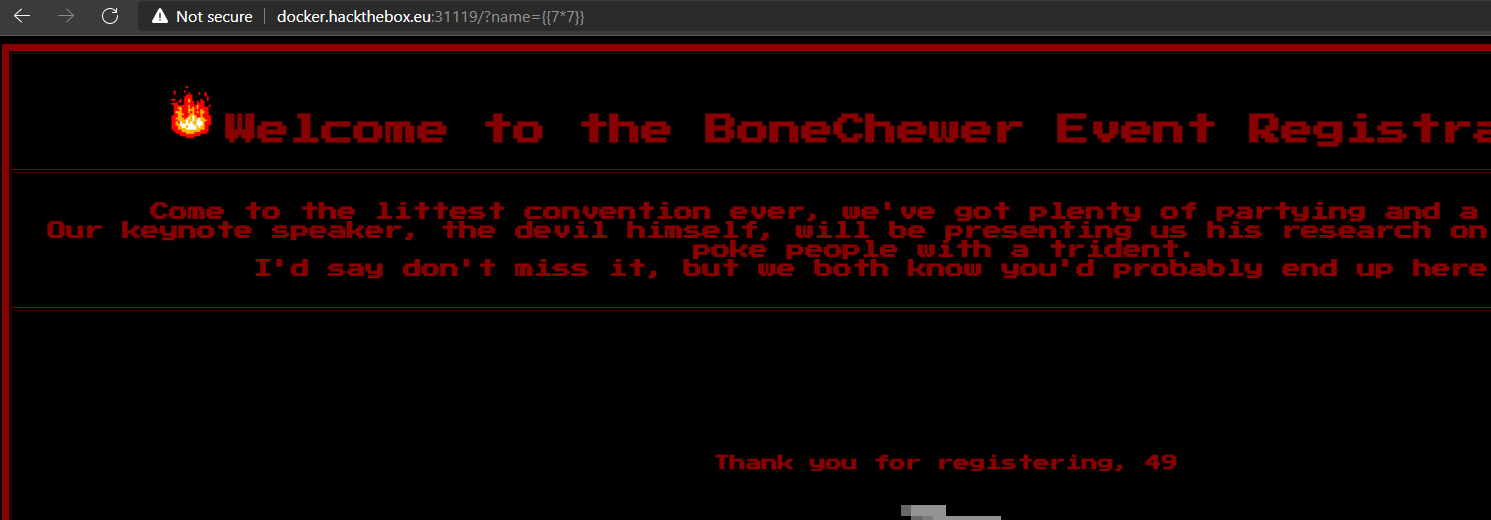 Not secure | docker.hackthebox.eu:31119/?name={{7*7}}
Welcome to the BoneChewer Event Registra
Come to the littest convention ever, we've got plenty of partying and a
Our keynote speaker, the devil himself, will be presenting us his research on
poke people with a trident.
I'd say don't miss it, but we both know you'd probably end up here
Thank you for registering, 49